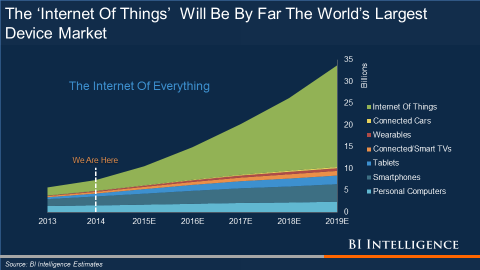 The ‘Internet Of Things’ Will Be By Far The World’s Largest
Device Market
The Internet Of Everything
We Are Here
35
30
25
20
15
10
5
0
Billions
Internet Of Things
Connected Cars
Wearables
Connected/Smart TVs
Tablets
Smartphones
Personal Computers
2013 2014 2015E 2016E 2017E 2018E 2019E
BI INTELLIGENCE
Source: BI Intelligence Estimates